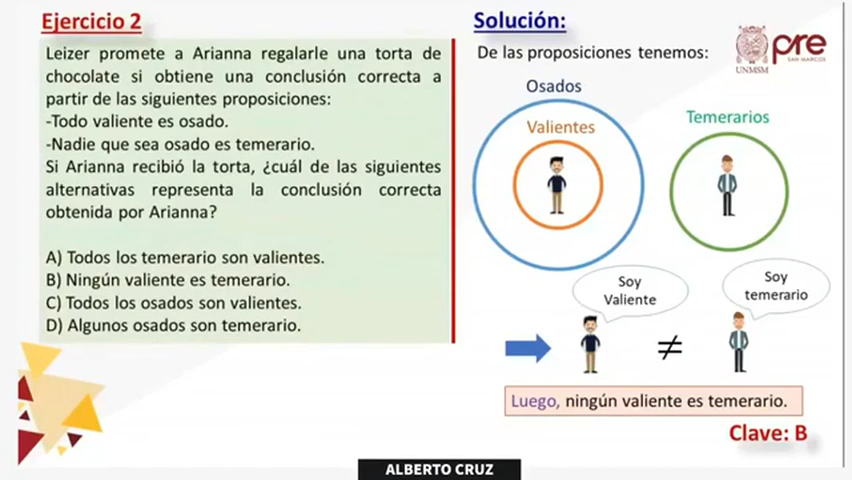 Ejercicio 2
Leizer promete a Arianna regalarle una torta de
chocolate si obtiene una conclusión correcta a
partir de las siguientes proposiciones:
-Todo valiente es osado.
-Nadie que sea osado es temerario.
Si Arianna recibió la torta, ¿cuál de las siguientes
alternativas representa la conclusión correcta
obtenida por Arianna?
A) Todos los temerario son valientes.
B) Ningún valiente es temerario.
C) Todos los osados son valientes.
D) Algunos osados son temerario.
Solución:
De las proposiciones tenemos:
UNMSM
pre
SAN MARCOS
Osados
Valientes
Temerarios
Soy
Valiente
Soy
temerario
≠
Luego, ningún valiente es temerario.
Clave: B
ALBERTO CRUZ